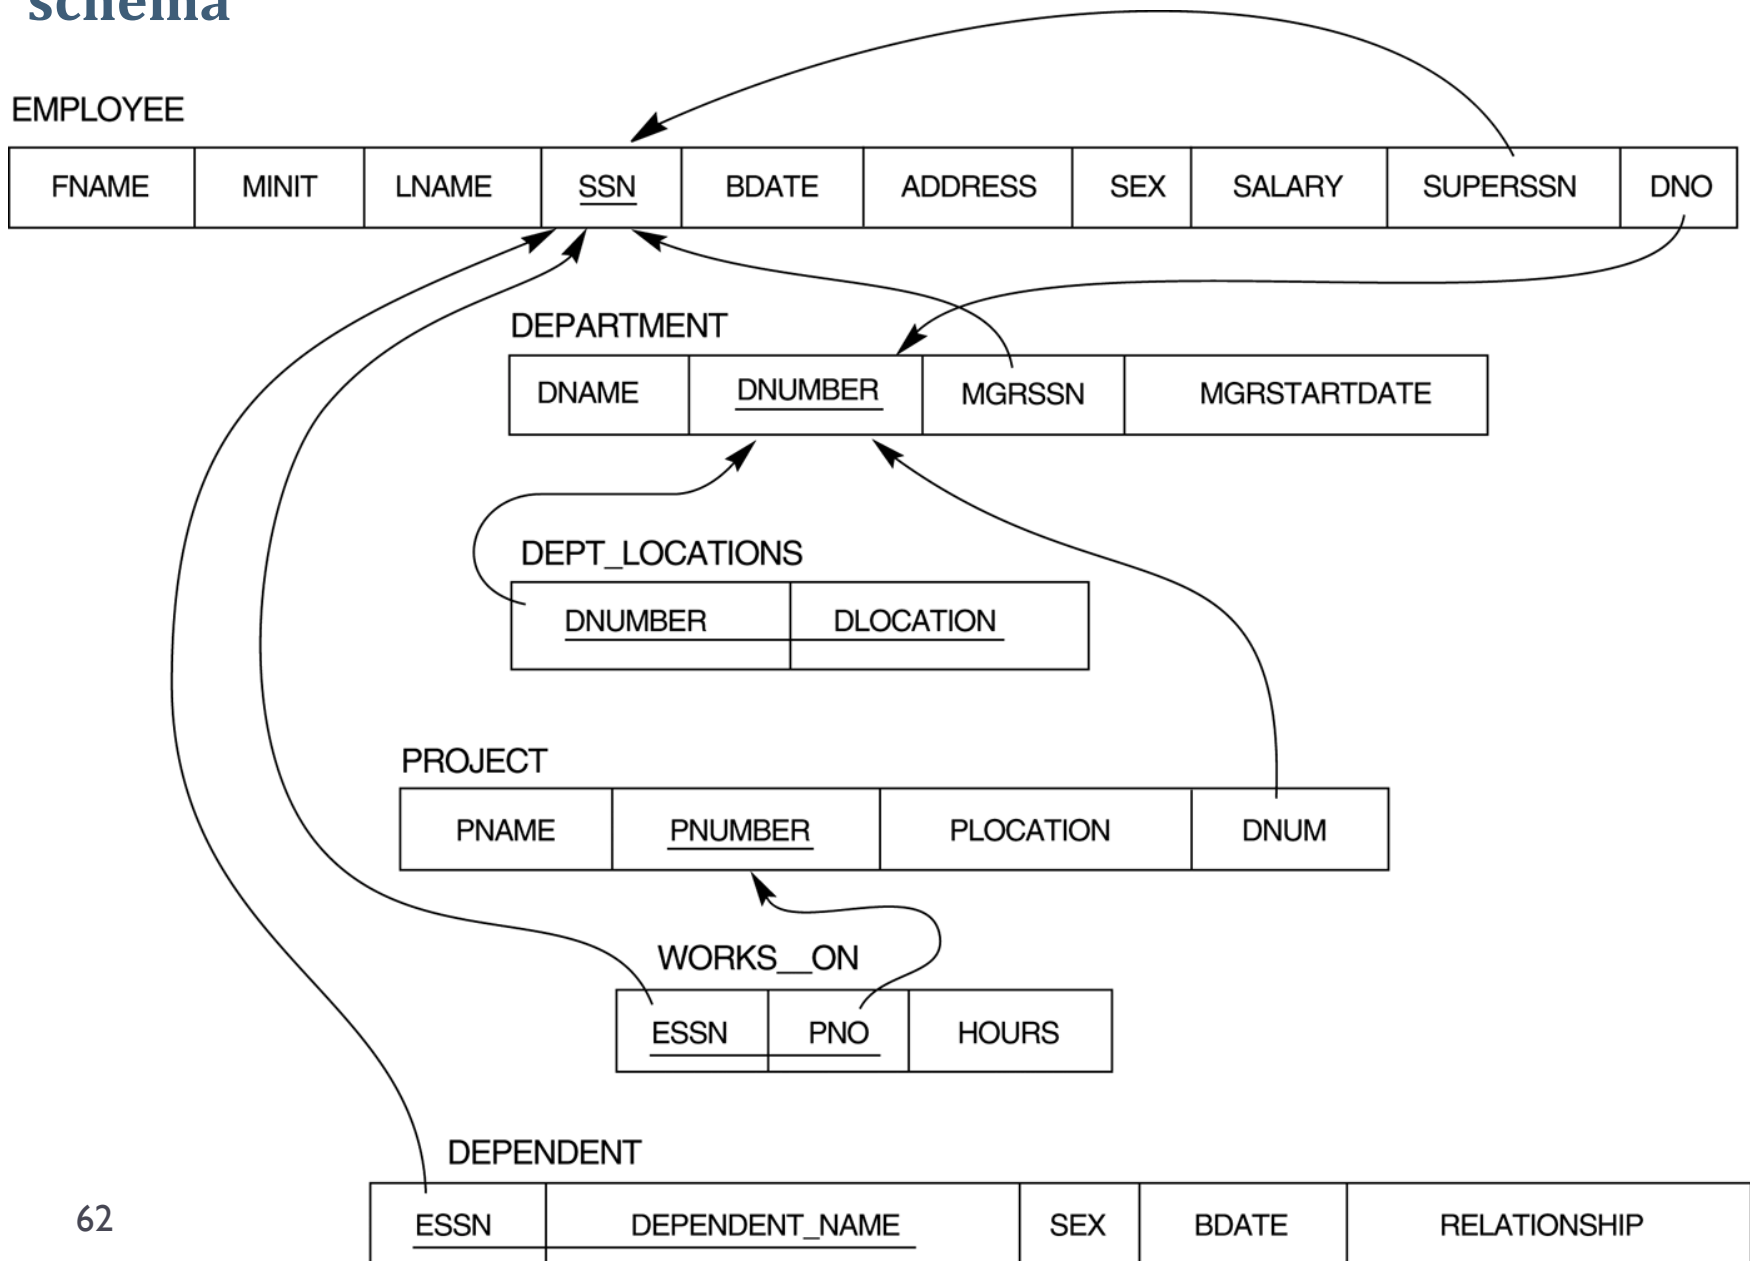 schema
EMPLOYEE
FNAME MINIT LNAME SSN BDATE ADDRESS SEX SALARY SUPERSSN DNO
DEPARTMENT
DNAME DNUMBER MGRSSN MGRSTARTDATE
DEPT_LOCATIONS
DNUMBER DLOCATION
PROJECT
PNAME PNUMBER PLOCATION DNUM
WORKS__ON
ESSN PNO HOURS
DEPENDENT
ESSN DEPENDENT_NAME SEX BDATE RELATIONSHIP
62